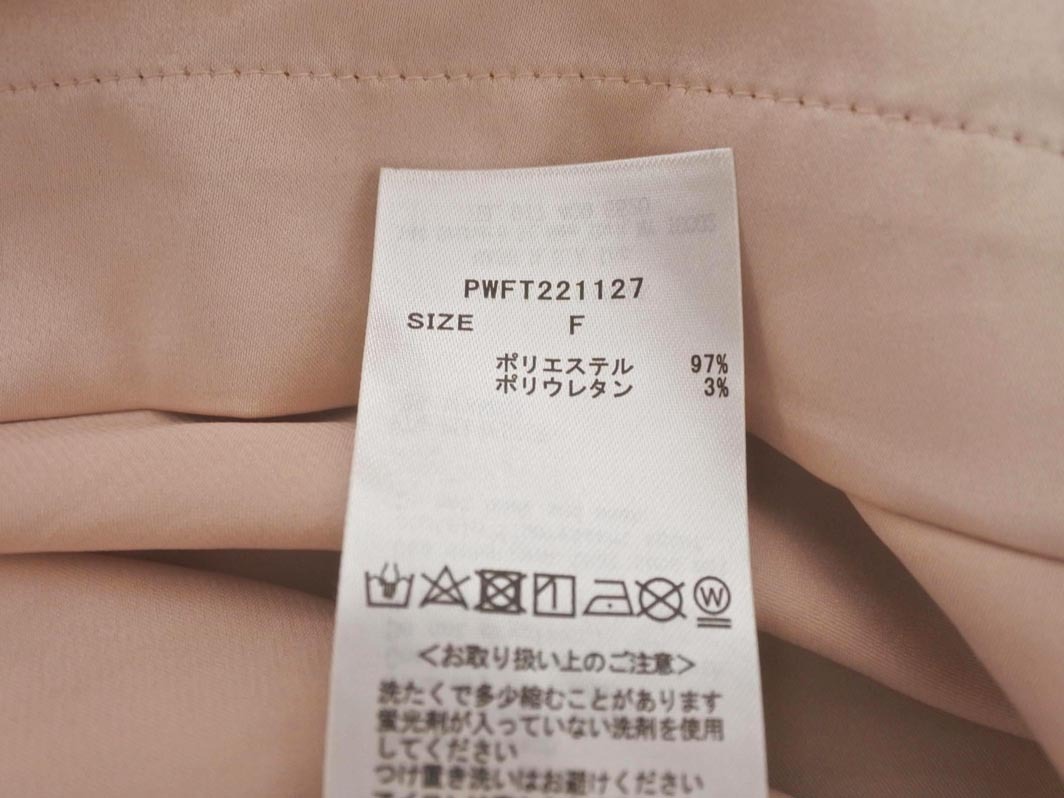 PWFT221127
SIZE F
ポリエステル 97%
ポリウレタン 3%
W
<お取り扱い上のご注意>
洗たくで多少縮むことがあります
蛍光剤が入っていない洗剤を使用
してください
つけ置き洗いはお避けください